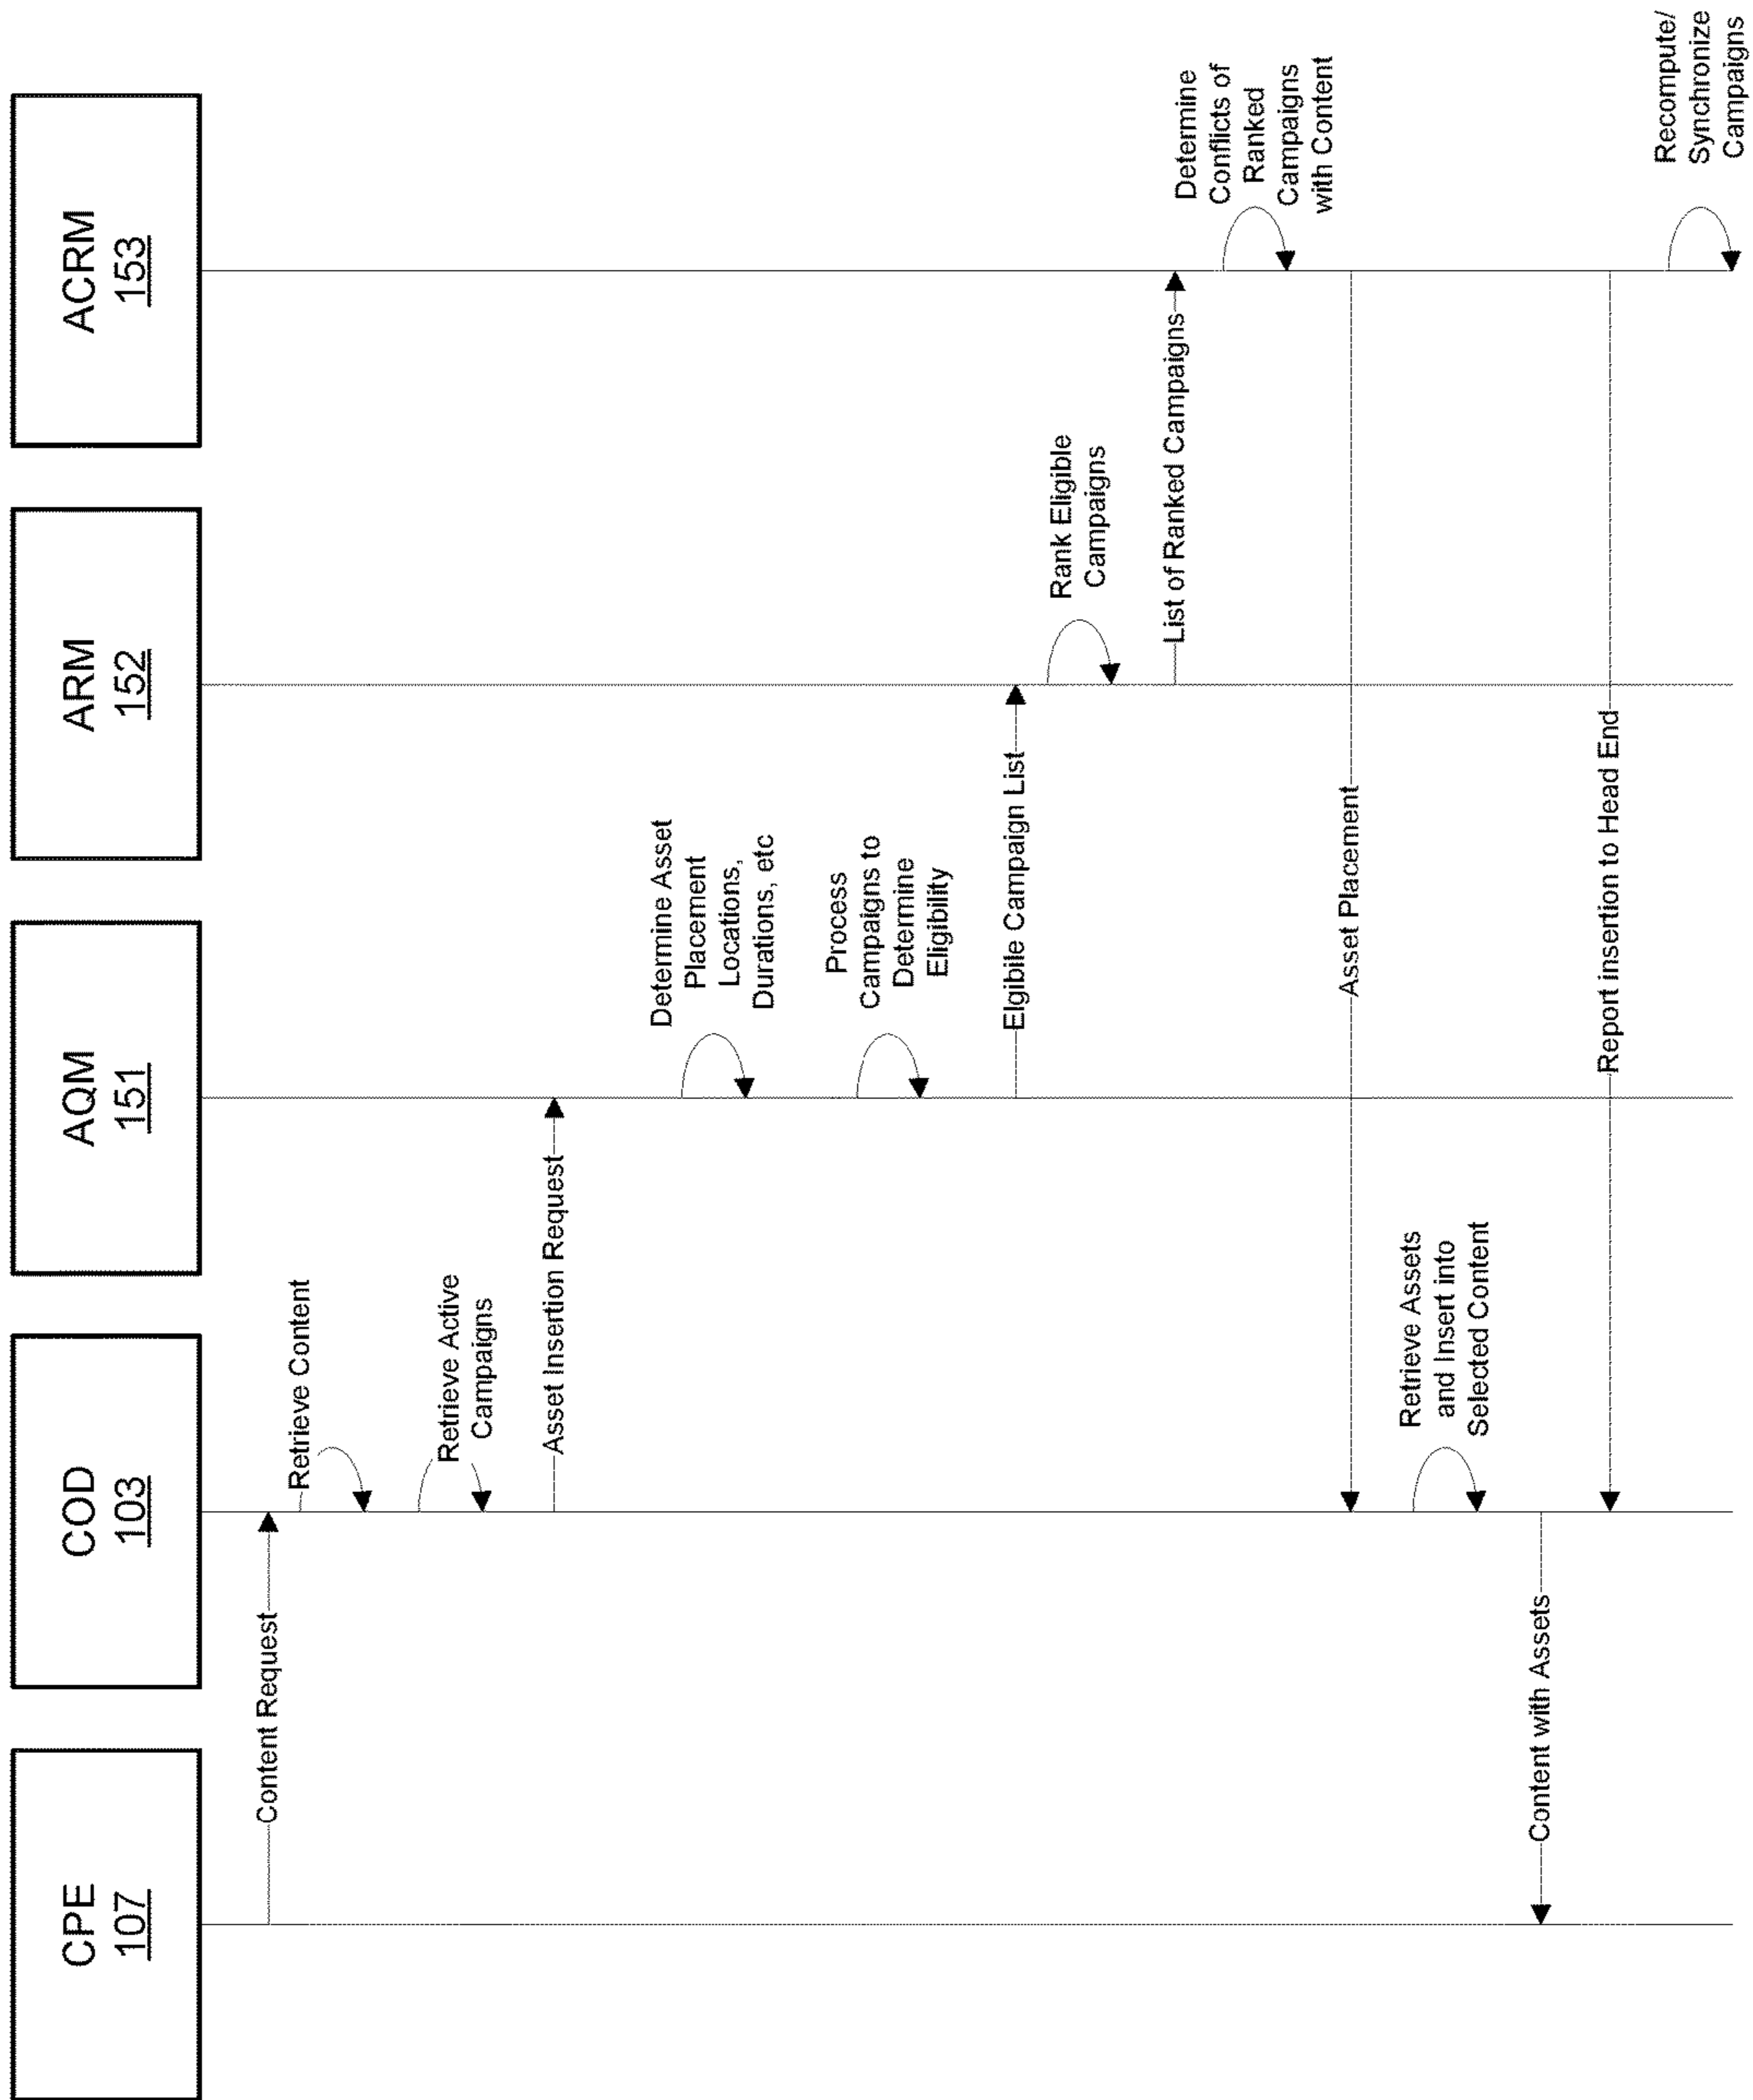 CPE
107
COD
103
AQM
151
ARM
152
ACRM
153
Content Request
Retrieve Content
Retrieve Active
Campaigns
Asset Insertion Request
Determine Asset
Placement
Locations,
Durations, etc
Process
Campaigns to
Determine
Eligibility
Elgibile Campaign List
Rank Eligible
Campaigns
List of Ranked Campaigns
Determine
Conflicts of
Ranked
Campaigns
with Content
Asset Placement
Retrieve Assets
and Insert into
Selected Content
Content with Assets
Report insertion to Head End
Recompute/
Synchronize
Campaigns